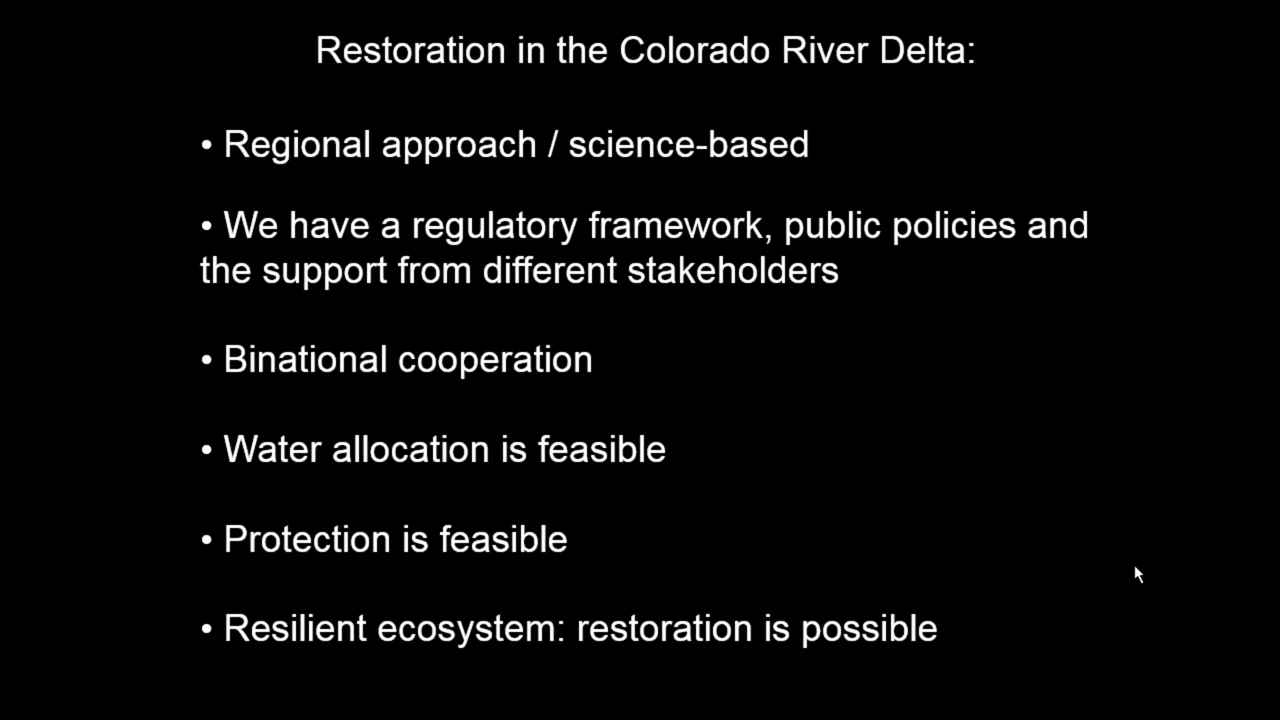 Restoration in the Colorado River Delta:
• Regional approach / science-based
• We have a regulatory framework, public policies and
the support from different stakeholders
• Binational cooperation
• Water allocation is feasible
• Protection is feasible
• Resilient ecosystem: restoration is possible